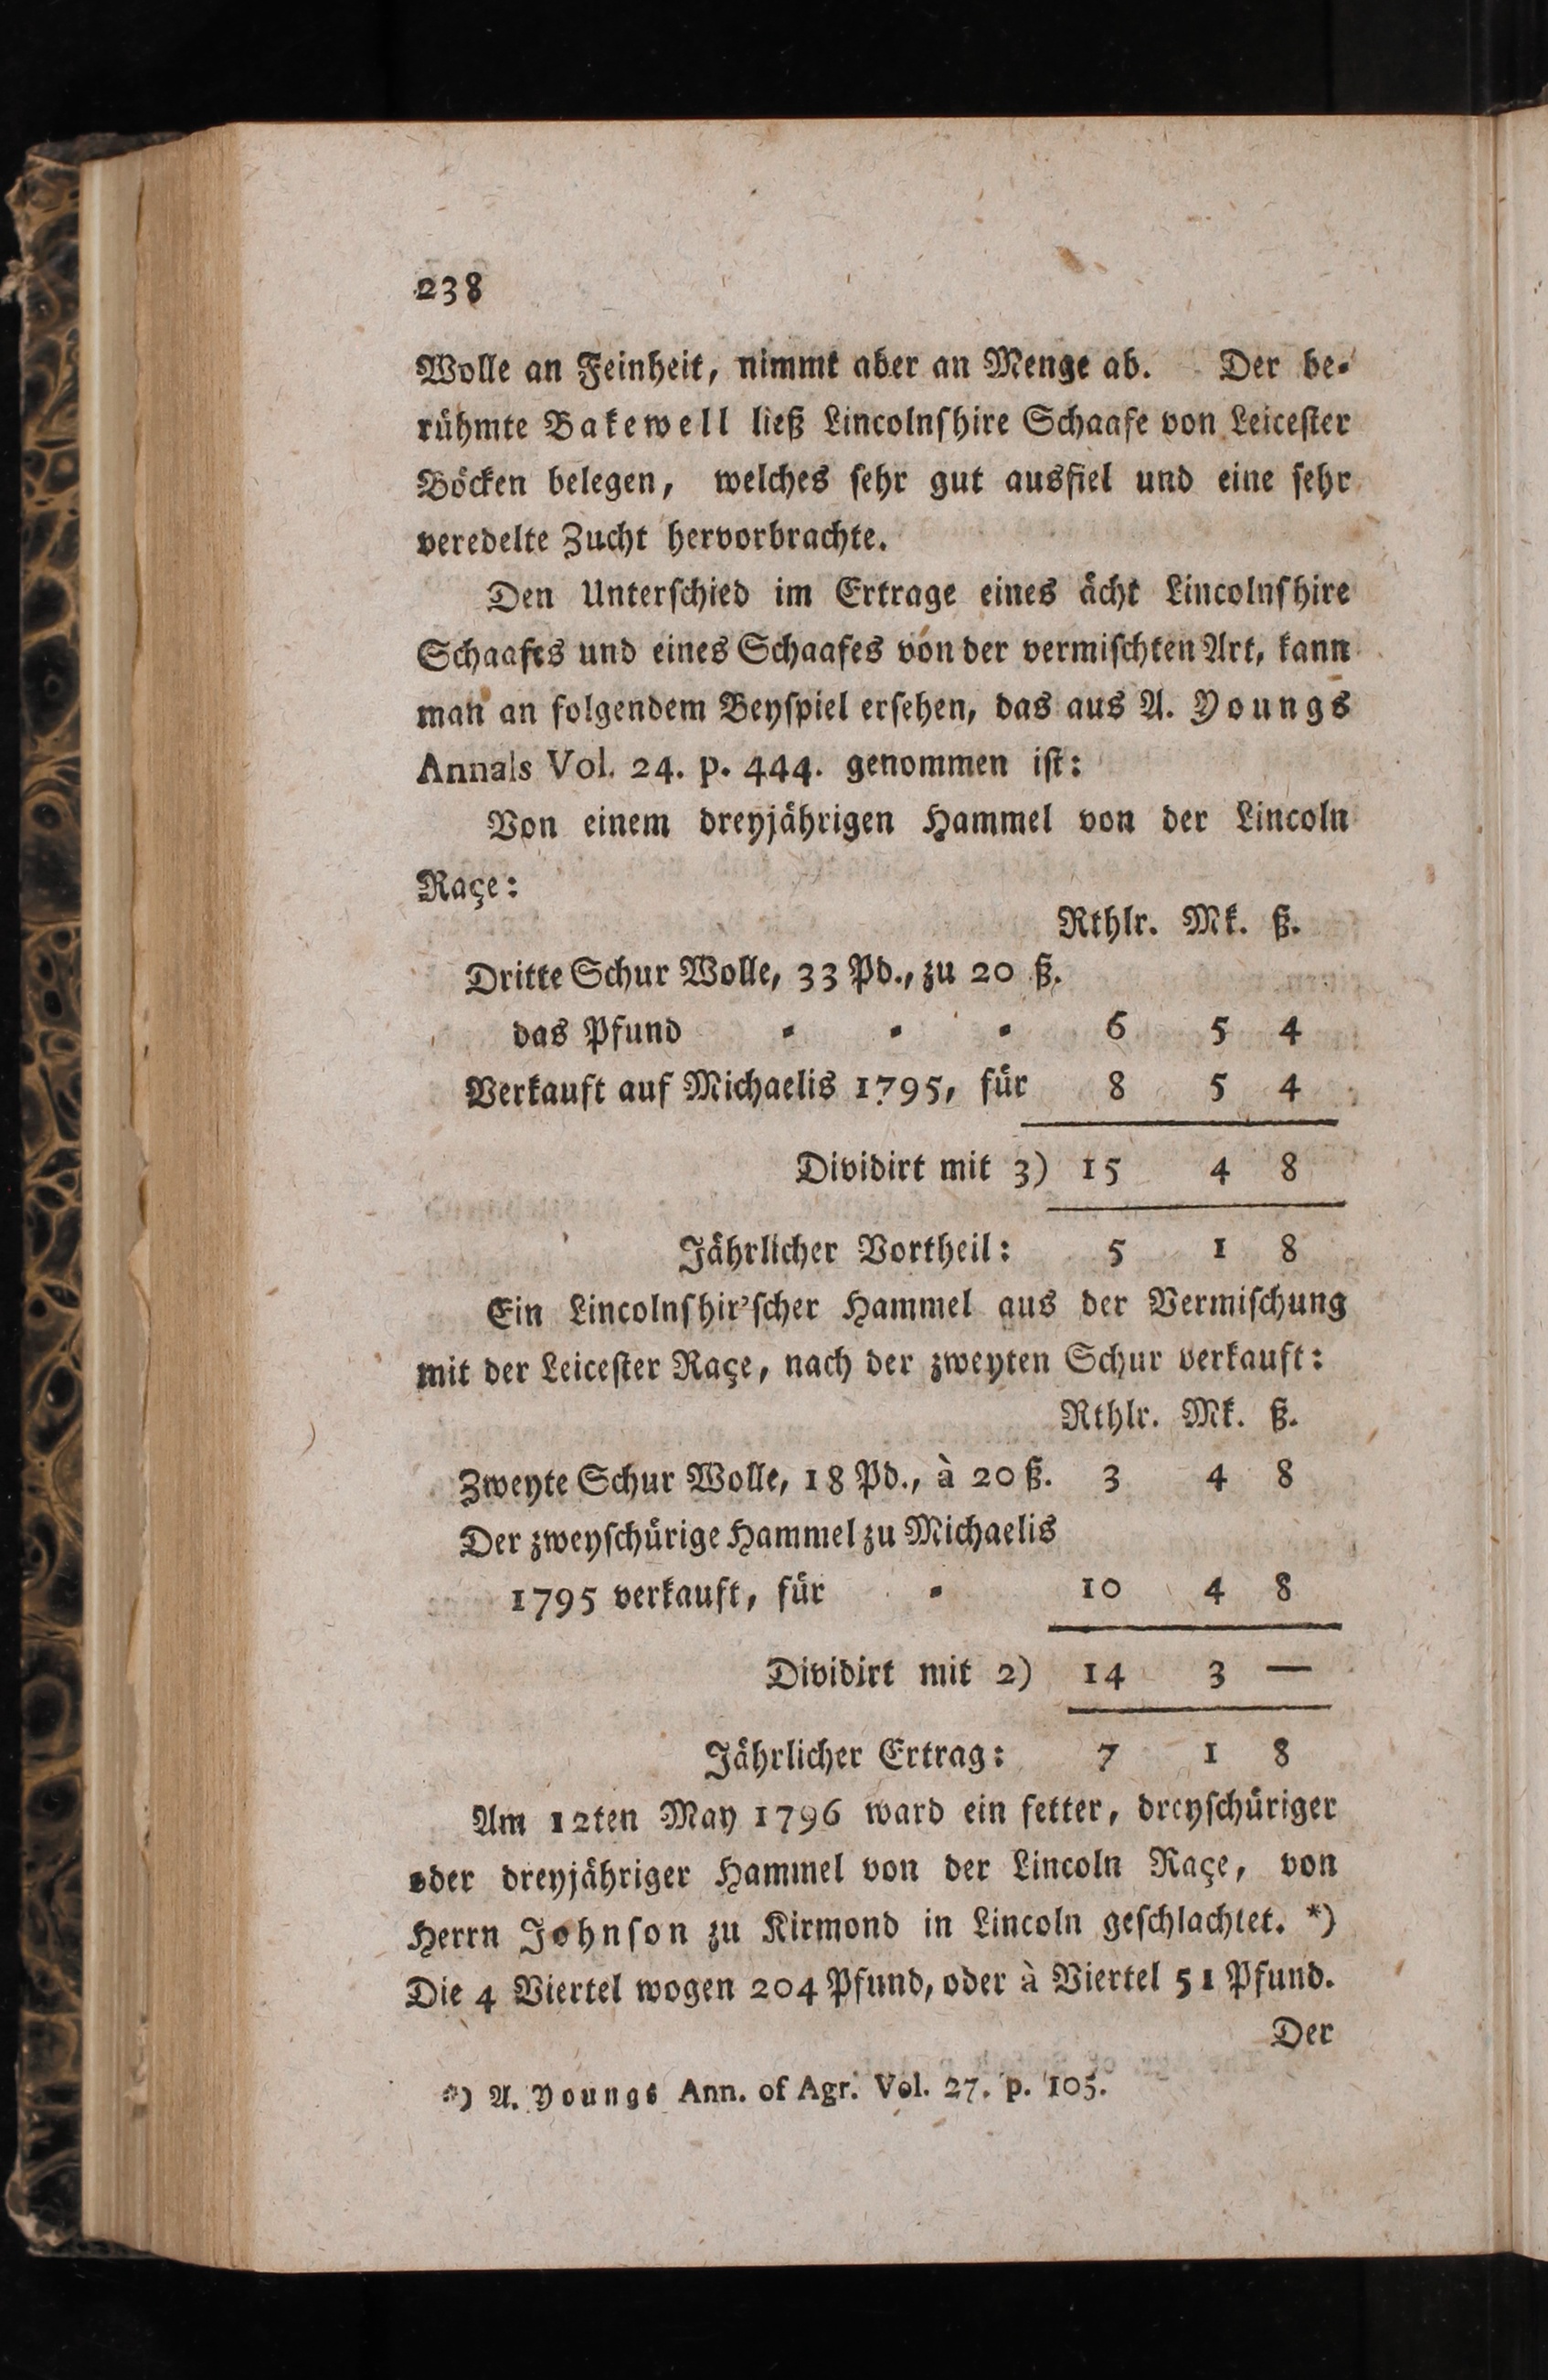 238
Wolle an Feinheit, nimmt aber an Menge ab. Der be-
rühmte Bakewell ließ Lincolnshire Schaafe von Leicester
Böcken belegen, welches sehr gut ausfiel und eine sehr
veredelte Zucht hervorbrachte.
Den Unterschied im Ertrage eines ächt Lincolnshire
Schaafes und eines Schaafes von der vermischten Art, kann
man an folgendem Beyspiel ersehen, das aus A. Youngs
Annals Vol. 24. p. 444. genommen ist:
Von einem dreyjährigen Hammel von der Lincoln
Raçe:
Rthlr. Mk. ß.
Dritte Schur Wolle, 33 Pd., zu 20 ß.
das Pfund - - - 6 5 4
Verkauft auf Michaelis 1795, für 8 5 4
Dividirt mit 3) 15 4 8
Jährlicher Vortheil: 5 1 8
Ein Lincolnshir'scher Hammel aus der Vermischung
mit der Leicester Raçe, nach der zweyten Schur verkauft:
Rthlr. Mk. ß.
Zweyte Schur Wolle, 18 Pd., à 20 ß. 3 4 8
Der zweyschürige Hammel zu Michaelis
1795 verkauft, für - 10 4 8
Dividirt mit 2) 14 3 —
Jährlicher Ertrag: 7 1 8
Am 12ten May 1796 ward ein fetter, dreyschüriger
oder dreyjähriger Hammel von der Lincoln Raçe, von
Herrn Johnson zu Kirmond in Lincoln geschlachtet. *)
Die 4 Viertel wogen 204 Pfund, oder à Viertel 51 Pfund.
Der
*) A. Youngs Ann. of Agr. Vol. 27. p. 105.